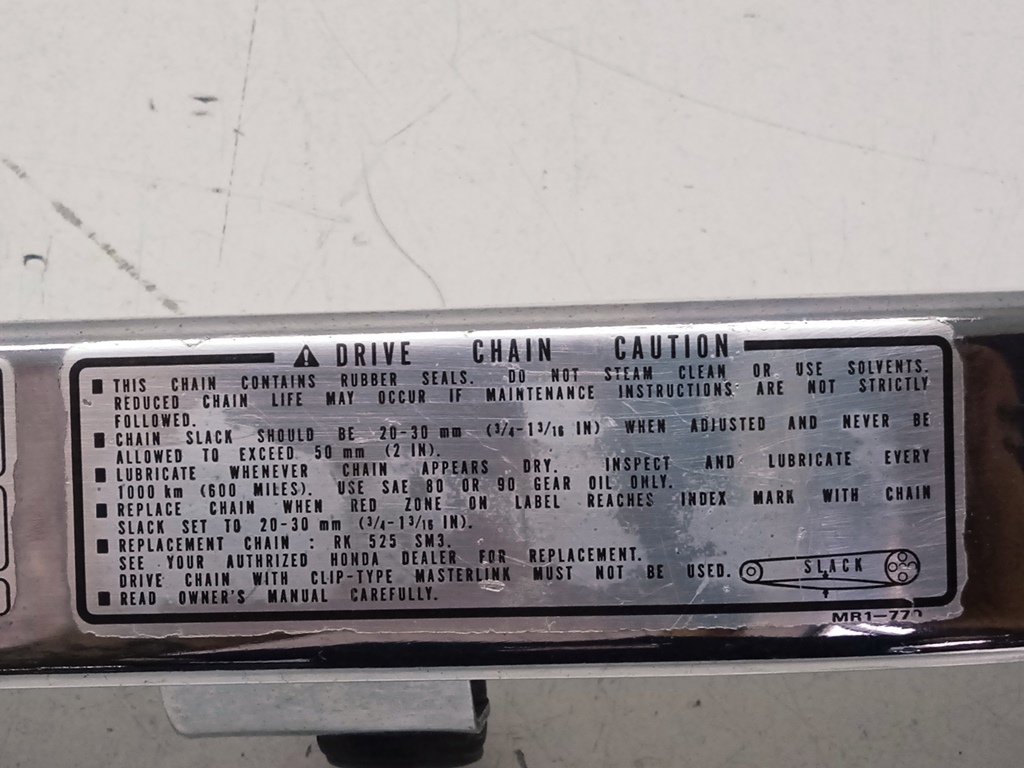 DRIVE CHAIN CAUTION
■ THIS CHAIN CONTAINS RUBBER SEALS. DO NOT STEAM CLEAN OR USE SOLVENTS.
REDUCED CHAIN LIFE MAY OCCUR IF MAINTENANCE INSTRUCTIONS ARE NOT STRICTLY
FOLLOWED.
■ CHAIN SLACK SHOULD BE 20-30 mm (3/4-1 3/16 IN) WHEN ADJUSTED AND NEVER BE
ALLOWED TO EXCEED 50 mm (2 IN).
■ LUBRICATE WHENEVER CHAIN APPEARS DRY. INSPECT AND LUBRICATE EVERY
1000 km (600 MILES). USE SAE 80 OR 90 GEAR OIL ONLY.
■ REPLACE CHAIN WHEN RED ZONE ON LABEL REACHES INDEX MARK WITH CHAIN
SLACK SET TO 20-30 mm (3/4-1 3/16 IN).
■ REPLACEMENT CHAIN : RK 525 SM3.
SEE YOUR AUTHRIZED HONDA DEALER FOR REPLACEMENT.
DRIVE CHAIN WITH CLIP-TYPE MASTERLINK MUST NOT BE USED.
SLACK
■ READ OWNER'S MANUAL CAREFULLY.